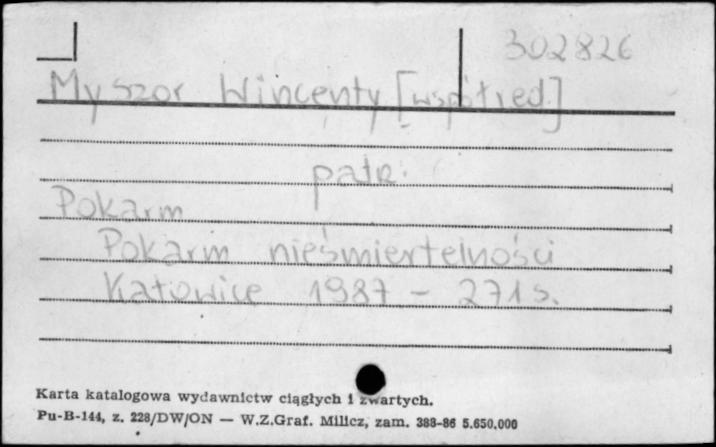 302826
Myszor Wincenty [współred.]
patr.
Pokarm
Pokarm nieśmiertelności
Katowice 1987 - 271 s.
Karta katalogowa wydawnictw ciągłych i zwartych.
Pu-B-144, z. 228/DW/ON — W.Z.Graf. Milicz, zam. 388-86 5.650.000